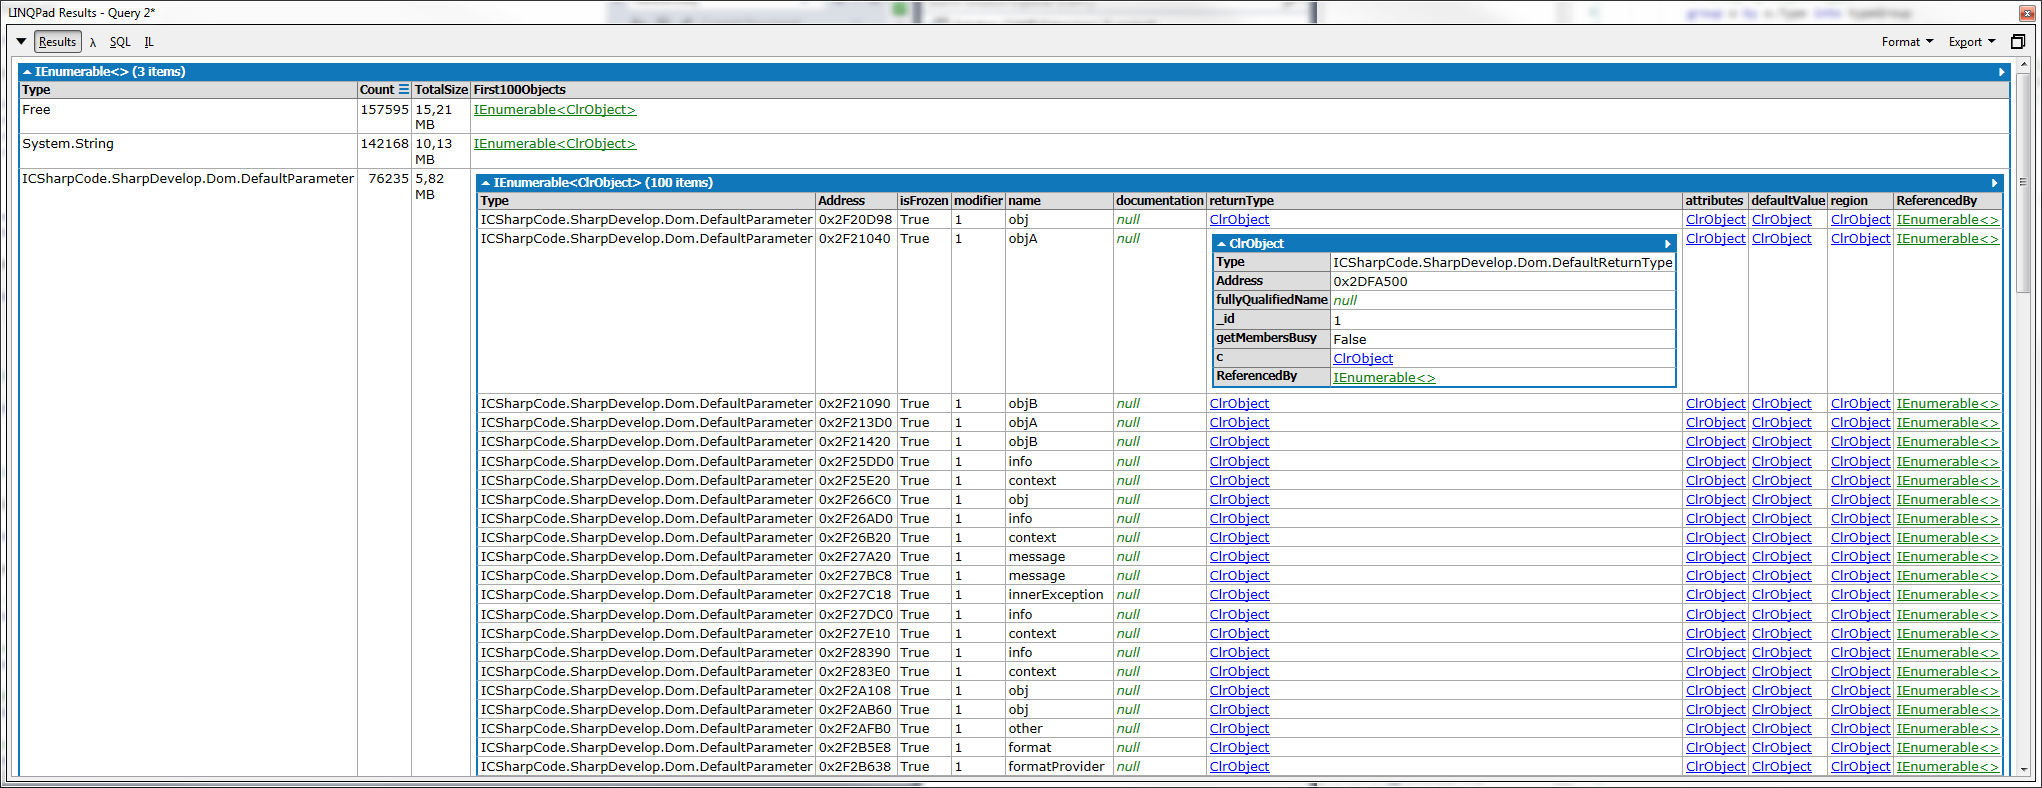 LINQPad Results - Query 2*
group o by o.Type into typeGroup
Results λ SQL IL Format Export
IEnumerable<> (3 items)
Type Count TotalSize First100Objects
Free 157595 15,21 MB IEnumerable<ClrObject>
System.String 142168 10,13 MB IEnumerable<ClrObject>
ICSharpCode.SharpDevelop.Dom.DefaultParameter 76235 5,82 MB
IEnumerable<ClrObject> (100 items)
Type Address isFrozen modifier name documentation returnType attributes defaultValue region ReferencedBy
ICSharpCode.SharpDevelop.Dom.DefaultParameter 0x2F20D98 True 1 obj null ClrObject ClrObject ClrObject ClrObject IEnumerable<>
ICSharpCode.SharpDevelop.Dom.DefaultParameter 0x2F21040 True 1 objA null ClrObject ClrObject ClrObject IEnumerable<>
ClrObject
Type ICSharpCode.SharpDevelop.Dom.DefaultReturnType
Address 0x2DFA500
fullyQualifiedName null
_id 1
getMembersBusy False
c ClrObject
ReferencedBy IEnumerable<>
ICSharpCode.SharpDevelop.Dom.DefaultParameter 0x2F21090 True 1 objB null ClrObject ClrObject ClrObject ClrObject IEnumerable<>
ICSharpCode.SharpDevelop.Dom.DefaultParameter 0x2F213D0 True 1 objA null ClrObject ClrObject ClrObject ClrObject IEnumerable<>
ICSharpCode.SharpDevelop.Dom.DefaultParameter 0x2F21420 True 1 objB null ClrObject ClrObject ClrObject ClrObject IEnumerable<>
ICSharpCode.SharpDevelop.Dom.DefaultParameter 0x2F25DD0 True 1 info null ClrObject ClrObject ClrObject ClrObject IEnumerable<>
ICSharpCode.SharpDevelop.Dom.DefaultParameter 0x2F25E20 True 1 context null ClrObject ClrObject ClrObject ClrObject IEnumerable<>
ICSharpCode.SharpDevelop.Dom.DefaultParameter 0x2F266C0 True 1 obj null ClrObject ClrObject ClrObject ClrObject IEnumerable<>
ICSharpCode.SharpDevelop.Dom.DefaultParameter 0x2F26AD0 True 1 info null ClrObject ClrObject ClrObject ClrObject IEnumerable<>
ICSharpCode.SharpDevelop.Dom.DefaultParameter 0x2F26B20 True 1 context null ClrObject ClrObject ClrObject ClrObject IEnumerable<>
ICSharpCode.SharpDevelop.Dom.DefaultParameter 0x2F27A20 True 1 message null ClrObject ClrObject ClrObject ClrObject IEnumerable<>
ICSharpCode.SharpDevelop.Dom.DefaultParameter 0x2F27BC8 True 1 message null ClrObject ClrObject ClrObject ClrObject IEnumerable<>
ICSharpCode.SharpDevelop.Dom.DefaultParameter 0x2F27C18 True 1 innerException null ClrObject ClrObject ClrObject ClrObject IEnumerable<>
ICSharpCode.SharpDevelop.Dom.DefaultParameter 0x2F27DC0 True 1 info null ClrObject ClrObject ClrObject ClrObject IEnumerable<>
ICSharpCode.SharpDevelop.Dom.DefaultParameter 0x2F27E10 True 1 context null ClrObject ClrObject ClrObject ClrObject IEnumerable<>
ICSharpCode.SharpDevelop.Dom.DefaultParameter 0x2F28390 True 1 info null ClrObject ClrObject ClrObject ClrObject IEnumerable<>
ICSharpCode.SharpDevelop.Dom.DefaultParameter 0x2F283E0 True 1 context null ClrObject ClrObject ClrObject ClrObject IEnumerable<>
ICSharpCode.SharpDevelop.Dom.DefaultParameter 0x2F2A108 True 1 obj null ClrObject ClrObject ClrObject ClrObject IEnumerable<>
ICSharpCode.SharpDevelop.Dom.DefaultParameter 0x2F2AB60 True 1 obj null ClrObject ClrObject ClrObject ClrObject IEnumerable<>
ICSharpCode.SharpDevelop.Dom.DefaultParameter 0x2F2AFB0 True 1 other null ClrObject ClrObject ClrObject ClrObject IEnumerable<>
ICSharpCode.SharpDevelop.Dom.DefaultParameter 0x2F2B5E8 True 1 format null ClrObject ClrObject ClrObject ClrObject IEnumerable<>
ICSharpCode.SharpDevelop.Dom.DefaultParameter 0x2F2B638 True 1 formatProvider null ClrObject ClrObject ClrObject ClrObject IEnumerable<>